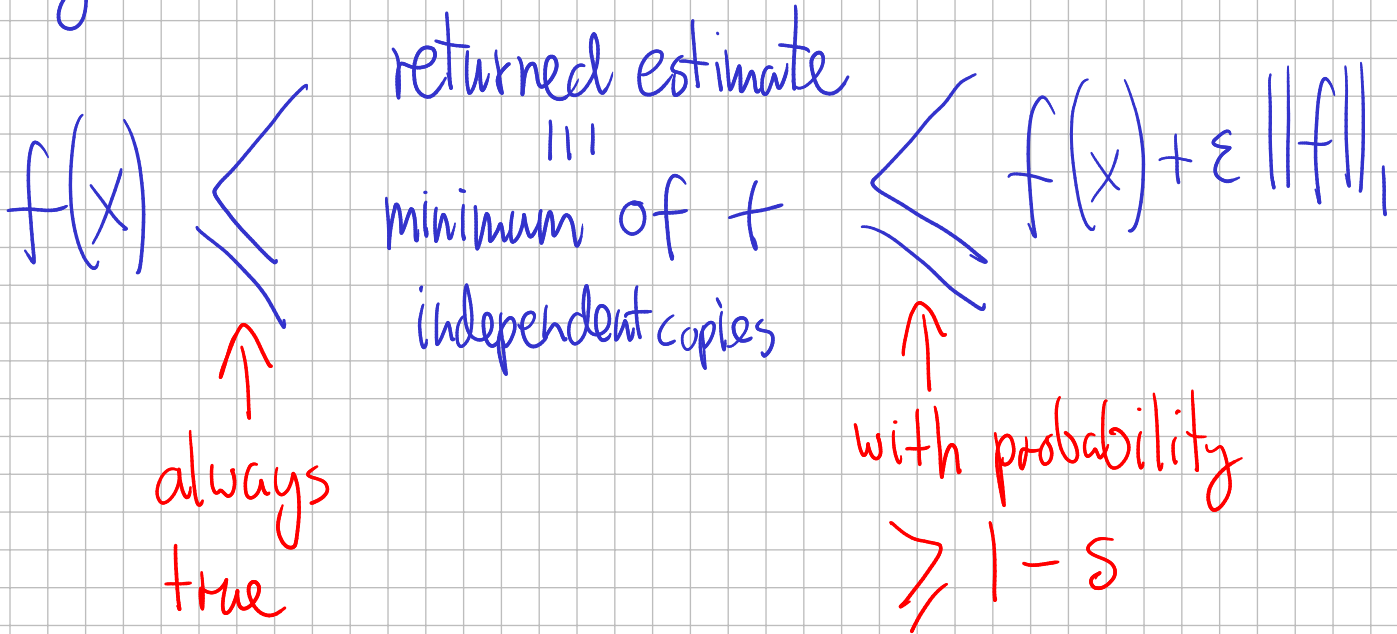 returned estimate
f(x) ≤ ||| ≤ f(x) + ε ||f||₁
minimum of t
independent copies
always true
with probability
≥ 1 - δ